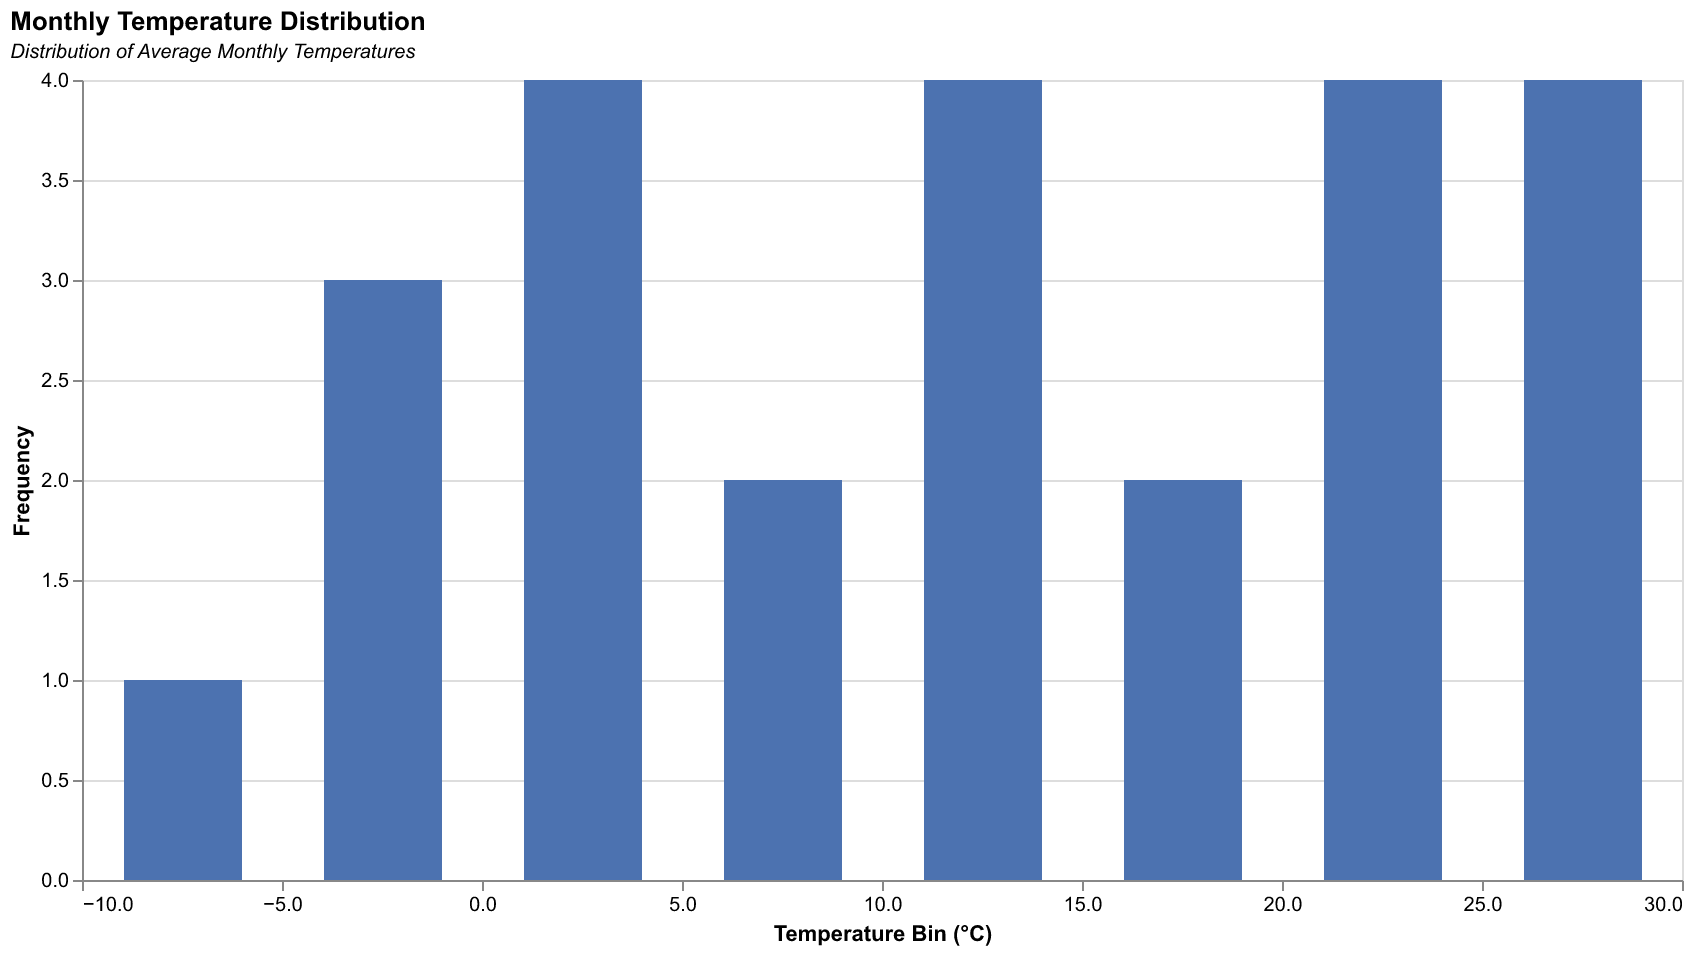 Monthly Temperature Distribution
Distribution of Average Monthly Temperatures
4.0
3.5
3.0
2.5
2.0
1.5
1.0
0.5
0.0
Frequency
−10.0 −5.0 0.0 5.0 10.0 15.0 20.0 25.0 30.0
Temperature Bin (°C)